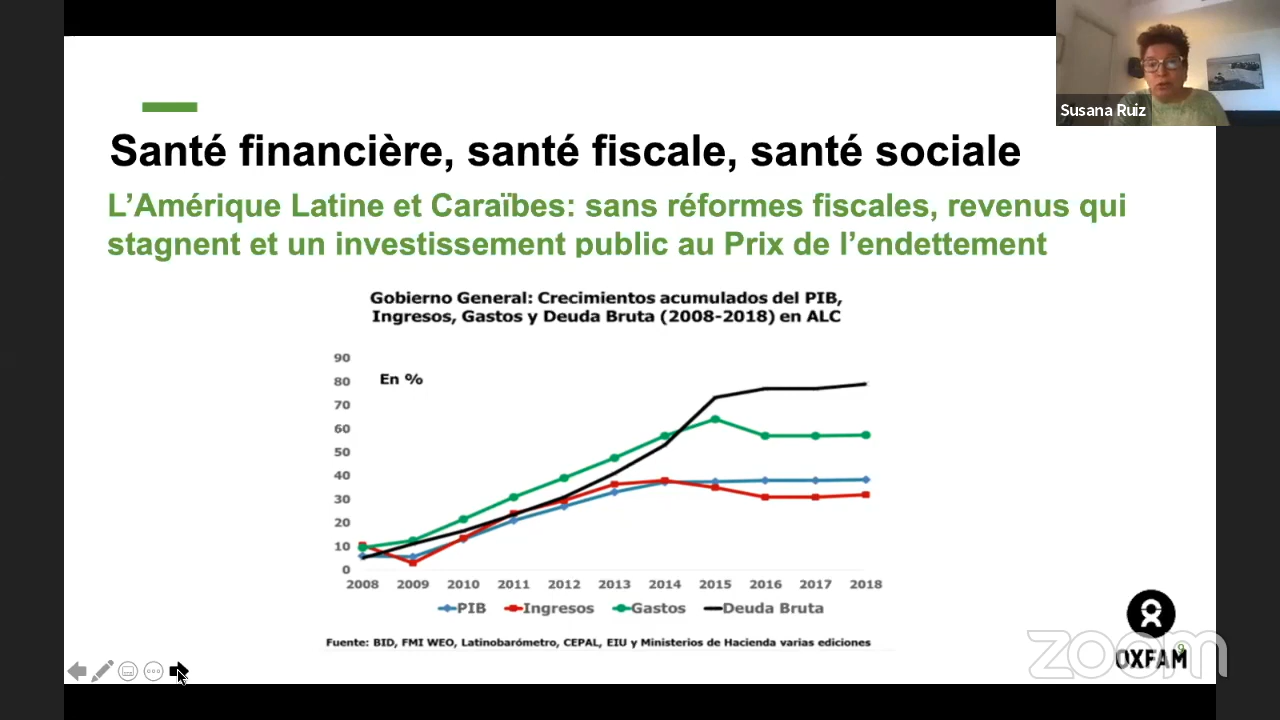 Susana Ruiz
Santé financière, santé fiscale, santé sociale
L’Amérique Latine et Caraïbes: sans réformes fiscales, revenus qui
stagnent et un investissement public au Prix de l’endettement
Gobierno General: Crecimientos acumulados del PIB,
Ingresos, Gastos y Deuda Bruta (2008-2018) en ALC
En %
90
80
70
60
50
40
30
20
10
0
2008 2009 2010 2011 2012 2013 2014 2015 2016 2017 2018
PIB Ingresos Gastos Deuda Bruta
Fuente: BID, FMI WEO, Latinobarómetro, CEPAL, EIU y Ministerios de Hacienda varias ediciones
zoom
9
OXFAM